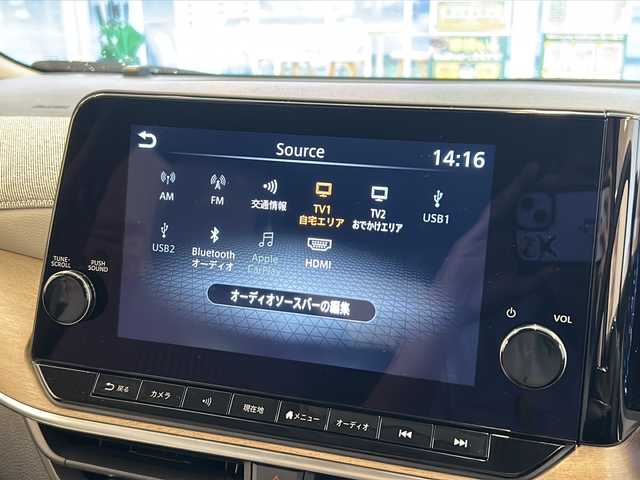 Source
14:16
AM
FM
交通情報
TV1
自宅エリア
TV2
おでかけエリア
USB1
USB2
Bluetooth
オーディオ
Apple
CarPlay
HDMI
オーディオソースバーの編集
TUNE·
SCROLL
PUSH
SOUND
VOL
戻る
カメラ
現在地
メニュー
オーディオ